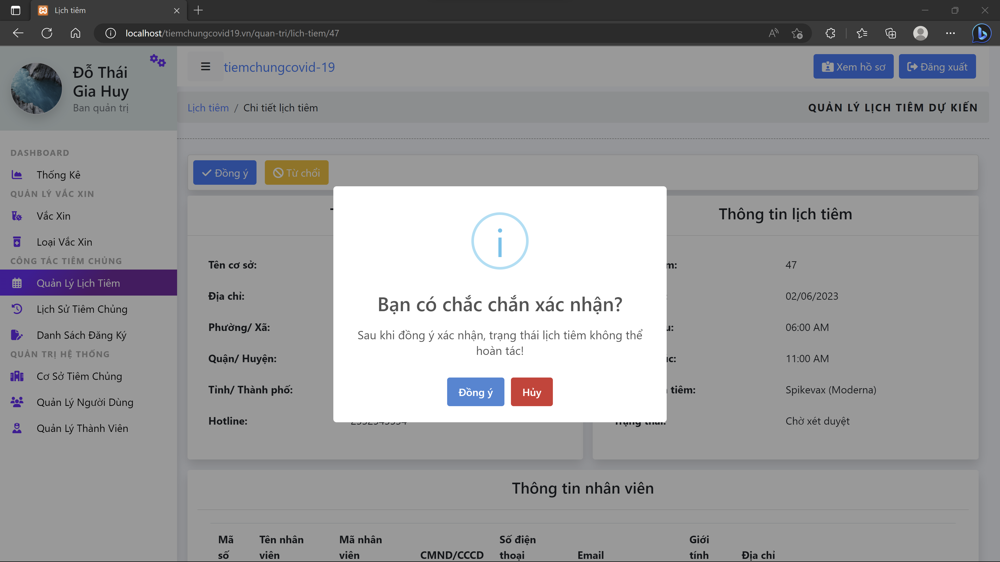 Lịch tiêm
localhost/tiemchungcovid19.vn/quan-tri/lich-tiem/47
Đỗ Thái
Gia Huy
Ban quản trị
tiemchungcovid-19
Xem hồ sơ
Đăng xuất
Lịch tiêm / Chi tiết lịch tiêm
QUẢN LÝ LỊCH TIÊM DỰ KIẾN
DASHBOARD
Thống Kê
QUẢN LÝ VẮC XIN
Vắc Xin
Loại Vắc Xin
CÔNG TÁC TIÊM CHỦNG
Quản Lý Lịch Tiêm
Lịch Sử Tiêm Chủng
Danh Sách Đăng Ký
QUẢN TRỊ HỆ THỐNG
Cơ Sở Tiêm Chủng
Quản Lý Người Dùng
Quản Lý Thành Viên
Đồng ý
Từ chối
Bạn có chắc chắn xác nhận?
Sau khi đồng ý xác nhận, trạng thái lịch tiêm không thể
hoàn tác!
Đồng ý
Hủy
Tên cơ sở:
Địa chỉ:
Phường/ Xã:
Quận/ Huyện:
Tỉnh/ Thành phố:
Hotline:
Thông tin lịch tiêm
47
02/06/2023
06:00 AM
11:00 AM
tiêm: Spikevax (Moderna)
Trạng thái: Chờ xét duyệt
Thông tin nhân viên
Mã
số
Tên nhân
viên
Mã nhân
viên
CMND/CCCD
Số điện
thoại
Email
Giới
tính
Địa chỉ